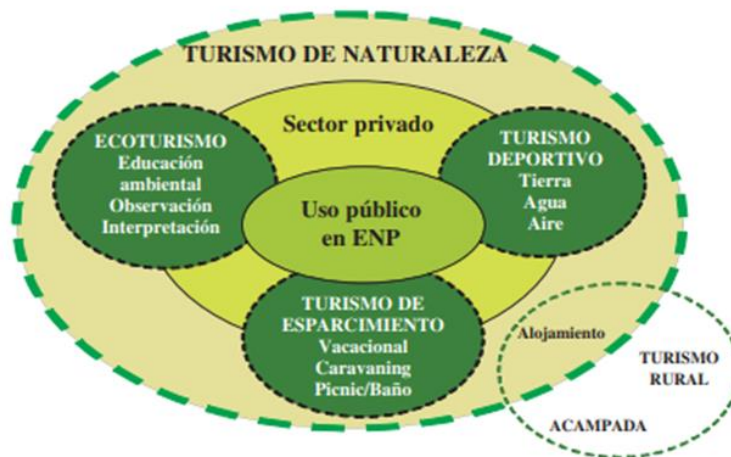 TURISMO DE NATURALEZA
Sector privado
ECOTURISMO
Educación
ambiental
Observación
Interpretación
TURISMO
DEPORTIVO
Tierra
Agua
Aire
Uso público
en ENP
TURISMO DE
ESPARCIMIENTO
Vacacional
Caravaning
Picnic/Baño
Alojamiento
TURISMO
RURAL
ACAMPADA